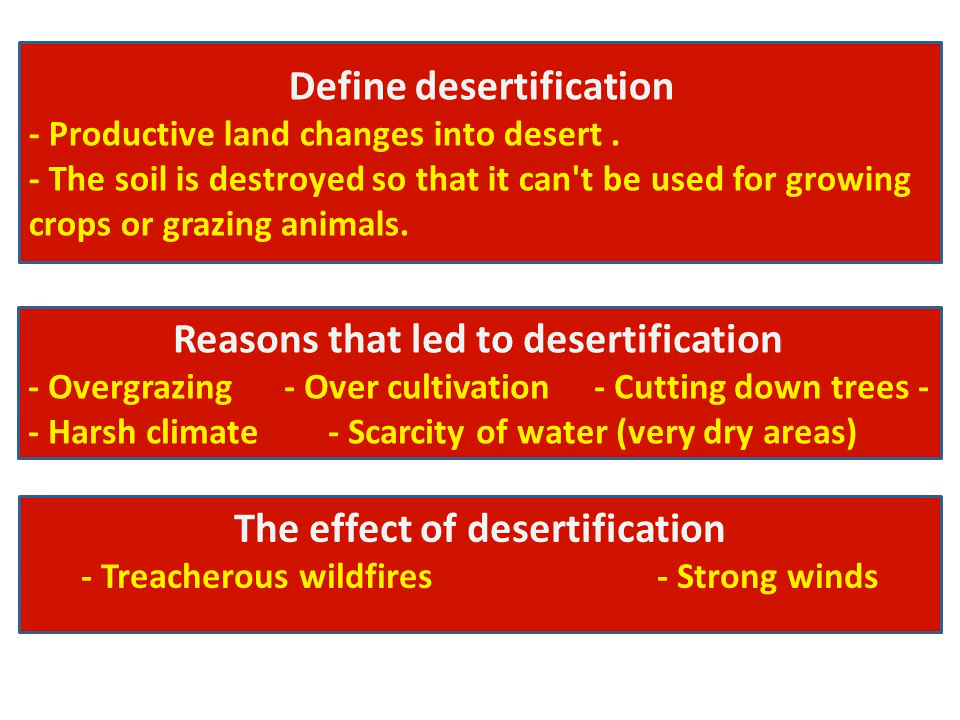 Define desertification
- Productive land changes into desert .
- The soil is destroyed so that it can't be used for growing
crops or grazing animals.
Reasons that led to desertification
- Overgrazing - Over cultivation - Cutting down trees -
- Harsh climate - Scarcity of water (very dry areas)
The effect of desertification
- Treacherous wildfires - Strong winds